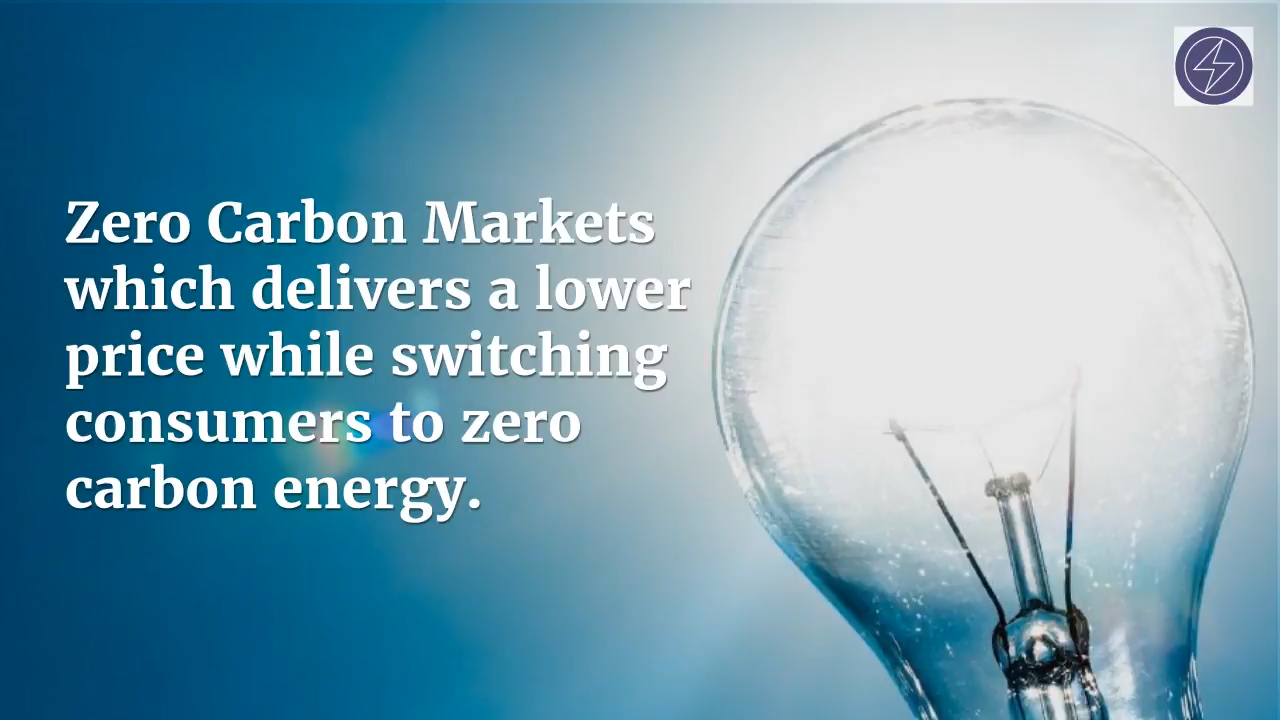 Zero Carbon Markets
which delivers a lower
price while switching
consumers to zero
carbon energy.